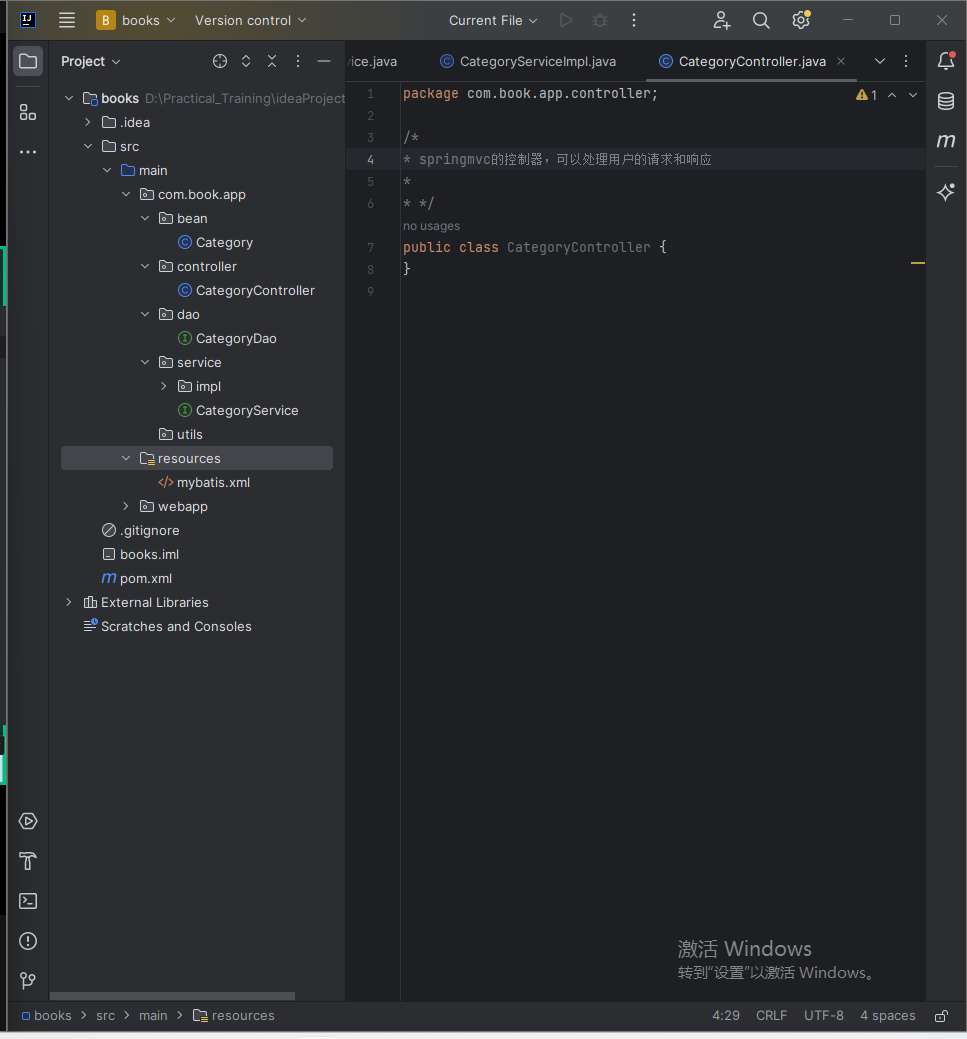 B books Version control Current File
Project
ice.java CategoryServiceImpl.java CategoryController.java
books D:\Practical_Training\ideaProject
.idea
src
main
com.book.app
bean
Category
controller
CategoryController
dao
CategoryDao
service
impl
CategoryService
utils
resources
mybatis.xml
webapp
.gitignore
books.iml
pom.xml
External Libraries
Scratches and Consoles
1 package com.book.app.controller;
1
2
3 /*
4 * springmvc的控制器，可以处理用户的请求和响应
5 *
6 * */
no usages
7 public class CategoryController {
8 }
9
激活 Windows
转到“设置”以激活 Windows。
books > src > main > resources
4:29 CRLF UTF-8 4 spaces